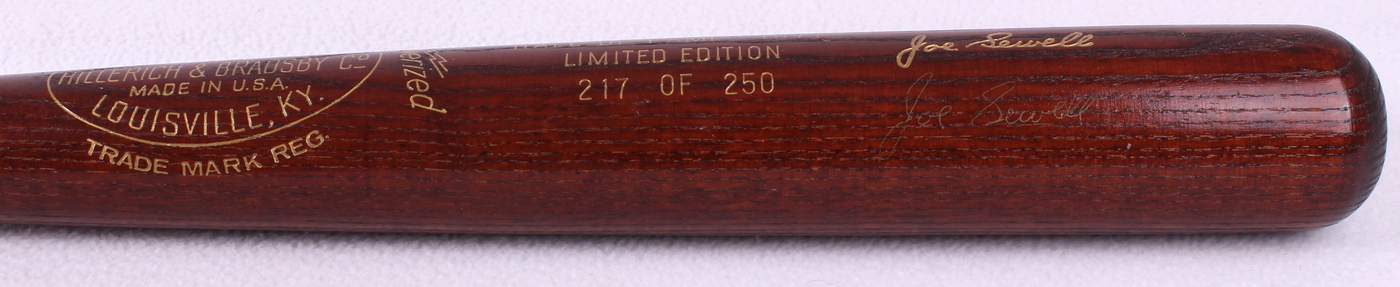 HILLERICH & BRADSBY Co
MADE IN U.S.A.
LOUISVILLE, KY.
TRADE MARK REG.
LIMITED EDITION
217 OF 250
Joe Sewell
Joe Sewell